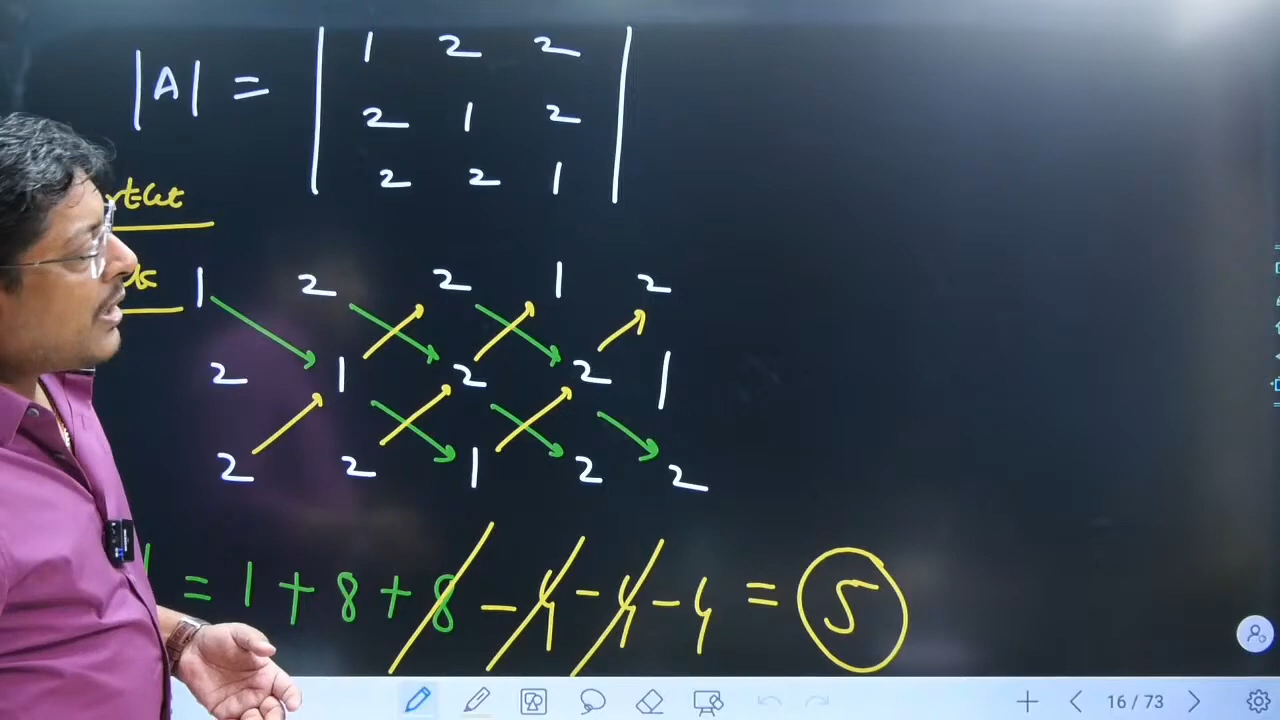 |A| = | 1 2 2
2 1 2
2 2 1 |
1 2 2 1 2
2 1 2 2 1
2 2 1 2 2
= 1 + 8 + 8 - 4 - 4 - 4 = 5
16 / 73